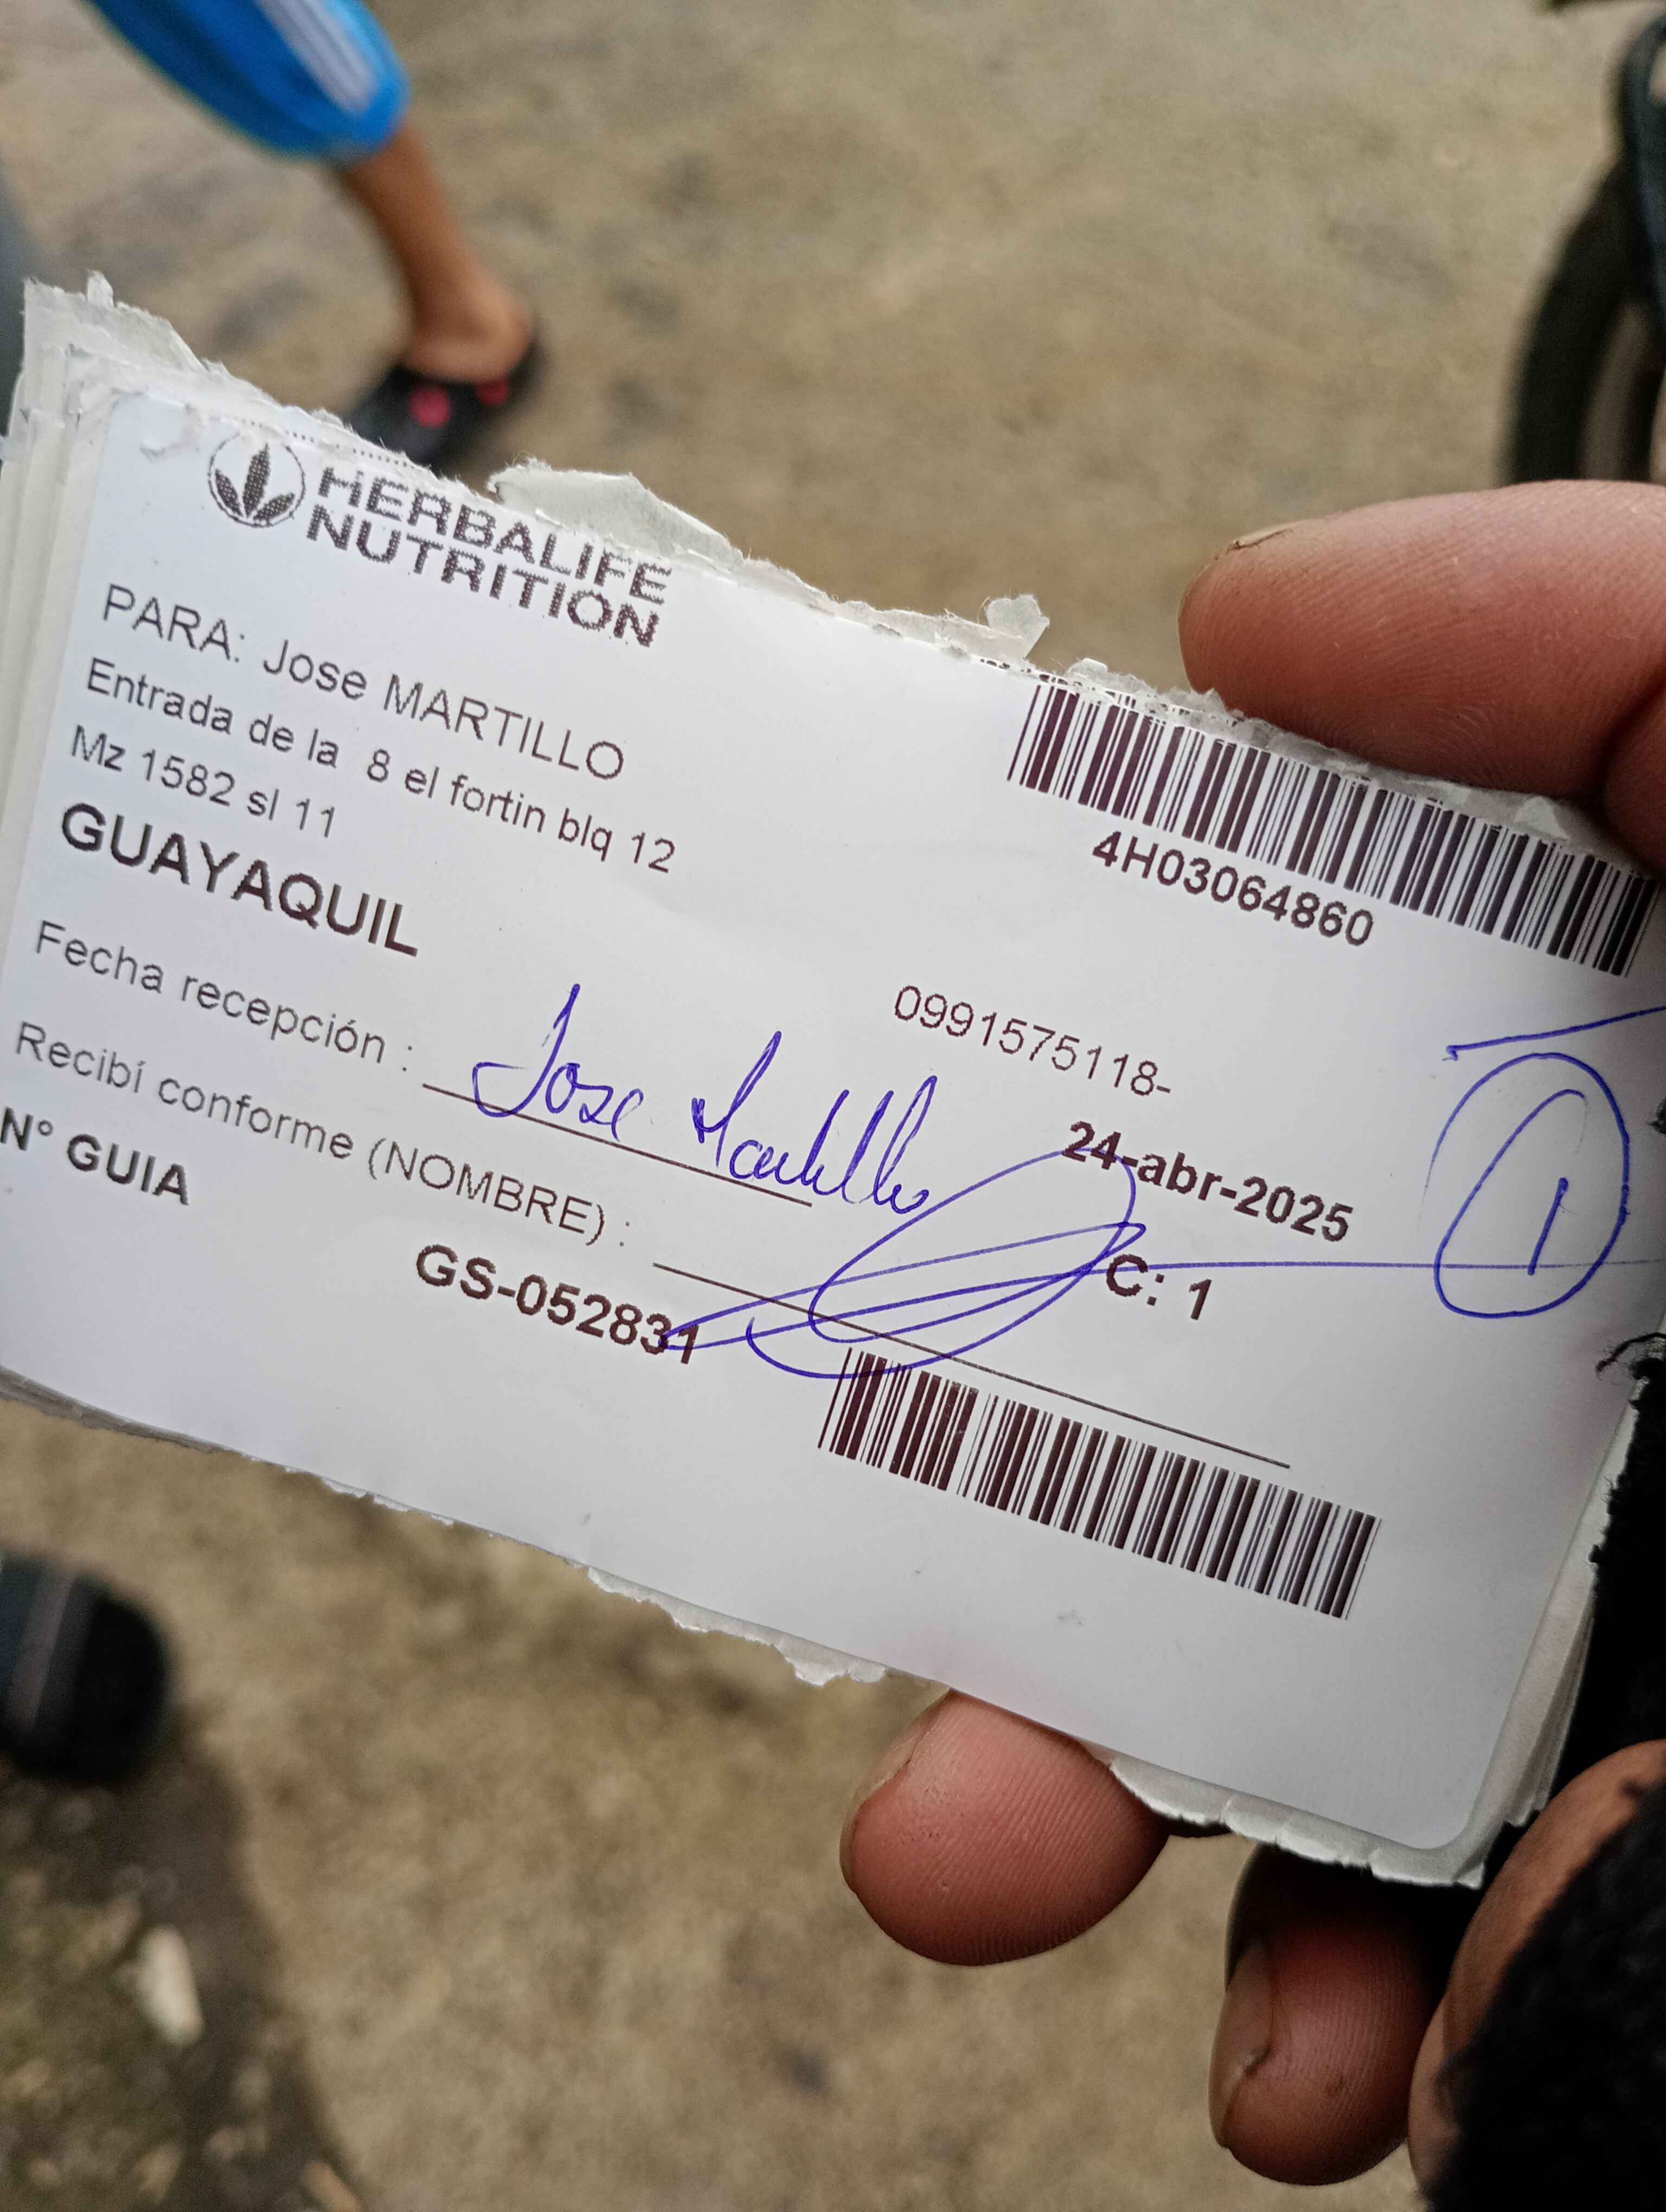 HERBALIFE
NUTRITION
PARA: Jose MARTILLO
Entrada de la 8 el fortin blq 12
Mz 1582 sl 11
GUAYAQUIL
4H03064860
0991575118-
Fecha recepción : Jose Martillo
24-abr-2025
1
Recibí conforme (NOMBRE) :
C: 1
N° GUIA
GS-052831